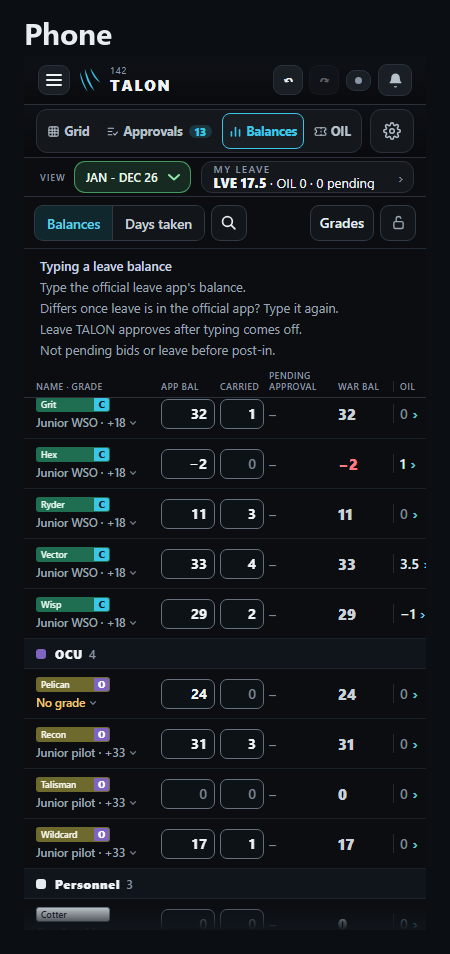 Phone
142
TALON
Grid
Approvals 13
Balances
OIL
VIEW
JAN - DEC 26
MY LEAVE
LVE 17.5 · OIL 0 · 0 pending ›
Balances
Days taken
Grades
Typing a leave balance
Type the official leave app's balance.
Differs once leave is in the official app? Type it again.
Leave TALON approves after typing comes off.
Not pending bids or leave before post-in.
NAME · GRADE APP BAL CARRIED PENDING APPROVAL WAR BAL OIL
Grit C
Junior WSO · +18
32 1 – 32 0 ›
Hex C
Junior WSO · +18
−2 0 – −2 1 ›
Ryder C
Junior WSO · +18
11 3 – 11 0 ›
Vector C
Junior WSO · +18
33 4 – 33 3.5 ›
Wisp C
Junior WSO · +18
29 2 – 29 −1 ›
OCU 4
Pelican O
No grade
24 0 – 24 0 ›
Recon O
Junior pilot · +33
31 3 – 31 0 ›
Talisman O
Junior pilot · +33
0 0 – 0 0 ›
Wildcard O
Junior pilot · +33
17 1 – 17 0 ›
Personnel 3
Cotter
0 0 – 0 0 ›